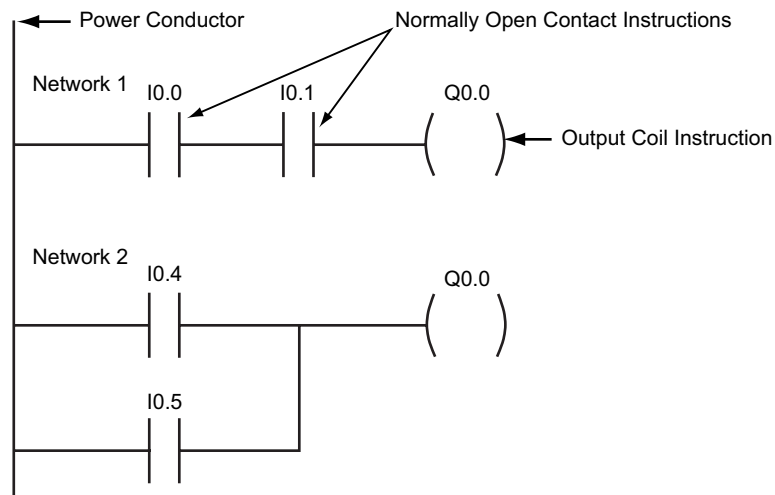 Power Conductor
Normally Open Contact Instructions
Network 1
I0.0
I0.1
Q0.0
Output Coil Instruction
Network 2
I0.4
Q0.0
I0.5